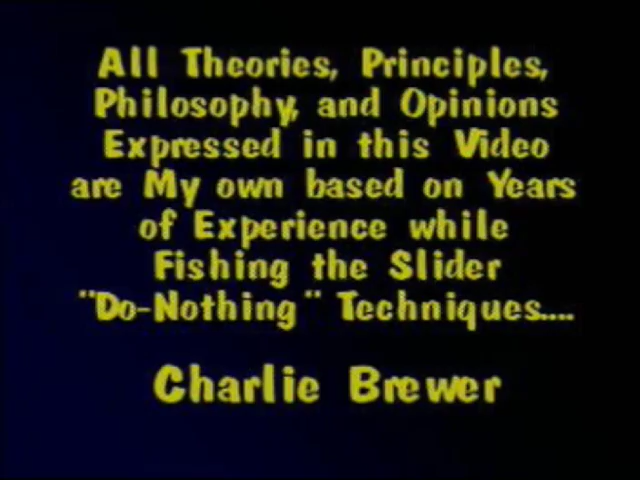 All Theories, Principles,
Philosophy, and Opinions
Expressed in this Video
are My own based on Years
of Experience while
Fishing the Slider
"Do-Nothing" Techniques....
Charlie Brewer